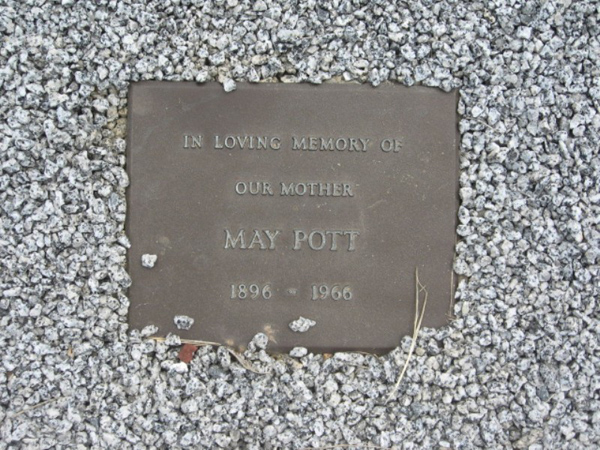 IN LOVING MEMORY OF
OUR MOTHER
MAY POTT
1896 - 1966